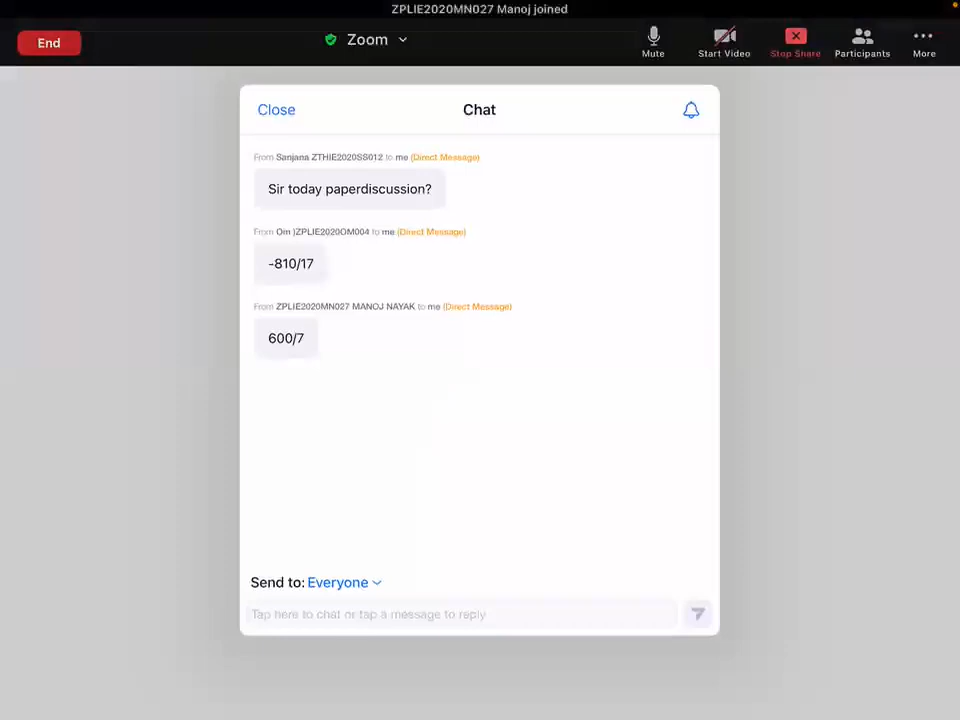 ZPLIE2020MN027 Manoj joined
End
Zoom
Mute
Start Video
Stop Share
Participants
More
Close
Chat
From Sanjana ZTHIE2020SS012 to me (Direct Message)
Sir today paperdiscussion?
From Om )ZPLIE2020OM004 to me (Direct Message)
-810/17
From ZPLIE2020MN027 MANOJ NAYAK to me (Direct Message)
600/7
Send to: Everyone
Tap here to chat or tap a message to reply